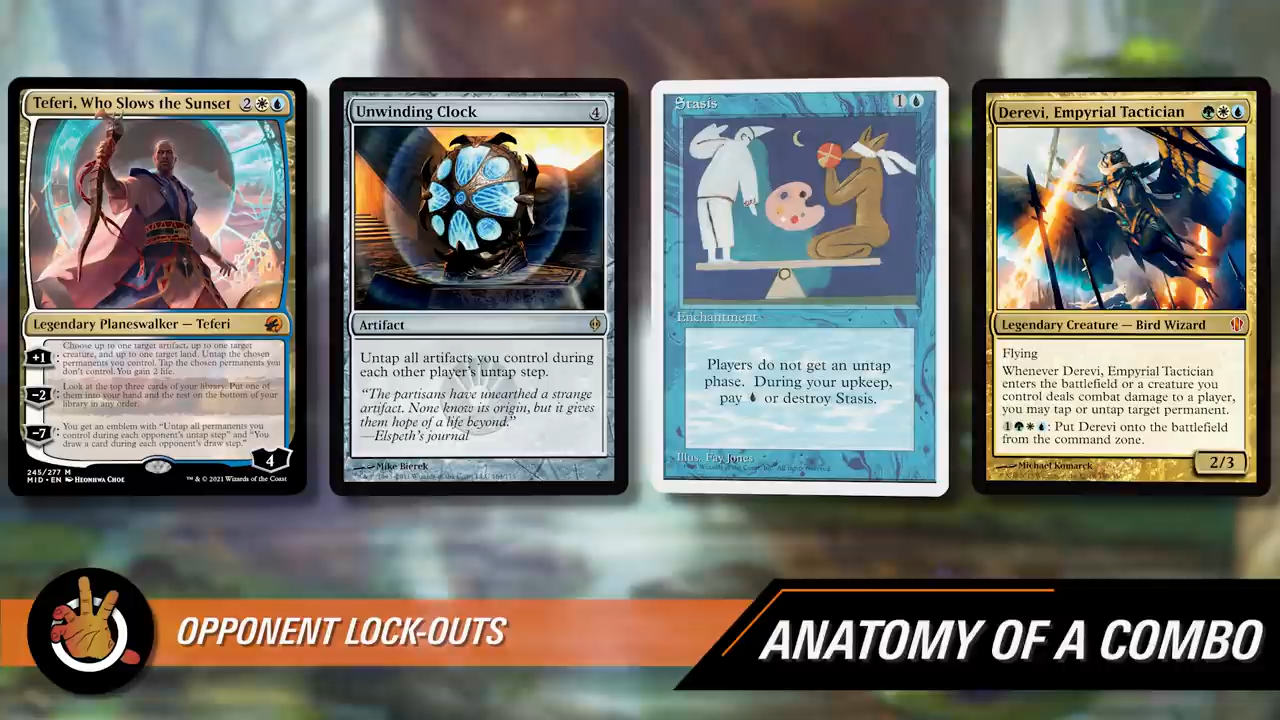 Teferi, Who Slows the Sunset 2
Legendary Planeswalker — Teferi
+1: Choose up to one target artifact, up to one target
creature, and up to one target land. Untap the chosen
permanents you control. Tap the chosen permanents you
don't control. You gain 2 life.
-2: Look at the top three cards of your library. Put one of
them into your hand and the rest on the bottom of your
library in any order.
-7: You get an emblem with "Untap all permanents you
control during each opponent's untap step" and "You
draw a card during each opponent's draw step."
4
245/277 M
MID • EN HEONHWA CHOE
™ & © 2021 Wizards of the Coast
Unwinding Clock 4
Artifact
Untap all artifacts you control during
each other player's untap step.
"The partisans have unearthed a strange
artifact. None know its origin, but it gives
them hope of a life beyond."
—Elspeth's journal
Mike Bierek
Stasis 1
Enchantment
Players do not get an untap
phase. During your upkeep,
pay or destroy Stasis.
Illus. Fay Jones
Derevi, Empyrial Tactician
Legendary Creature — Bird Wizard
Flying
Whenever Derevi, Empyrial Tactician
enters the battlefield or a creature you
control deals combat damage to a player,
you may tap or untap target permanent.
1: Put Derevi onto the battlefield
from the command zone.
Michael Komarck
2/3
OPPONENT LOCK-OUTS
ANATOMY OF A COMBO